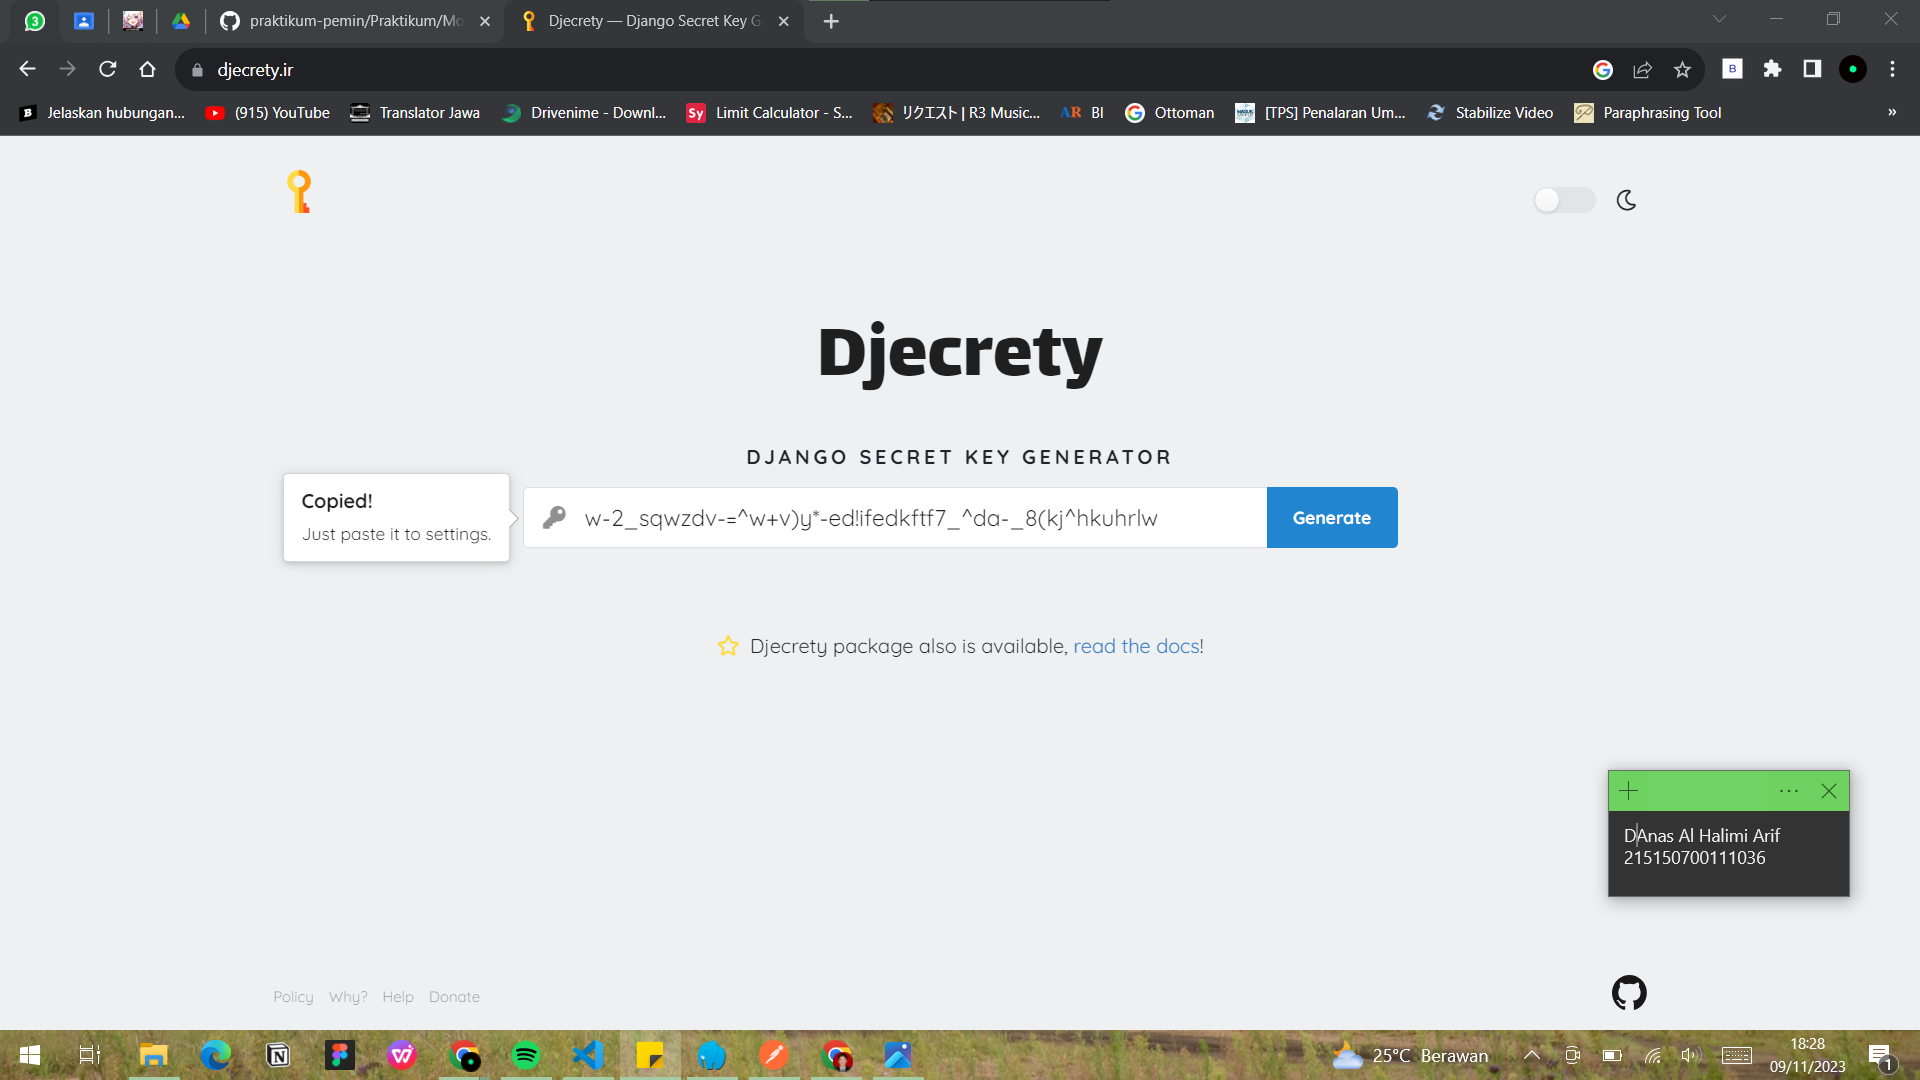 3
praktikum-pemin/Praktikum/Mo
Djecrety — Django Secret Key G
djecrety.ir
B
Jelaskan hubungan...
(915) YouTube
Translator Jawa
Drivenime - Downl...
Sy
Limit Calculator - S...
リクエスト | R3 Music...
AR
BI
Ottoman
[TPS] Penalaran Um...
Stabilize Video
Paraphrasing Tool
»
Djecrety
DJANGO SECRET KEY GENERATOR
Copied!
Just paste it to settings.
w-2_sqwzdv-=^w+v)y*-ed!ifedkftf7_^da-_8(kj^hkuhrlw
Generate
Djecrety package also is available, read the docs!
DAnas Al Halimi Arif
215150700111036
Policy Why? Help Donate
25°C Berawan
18:28
09/11/2023
1